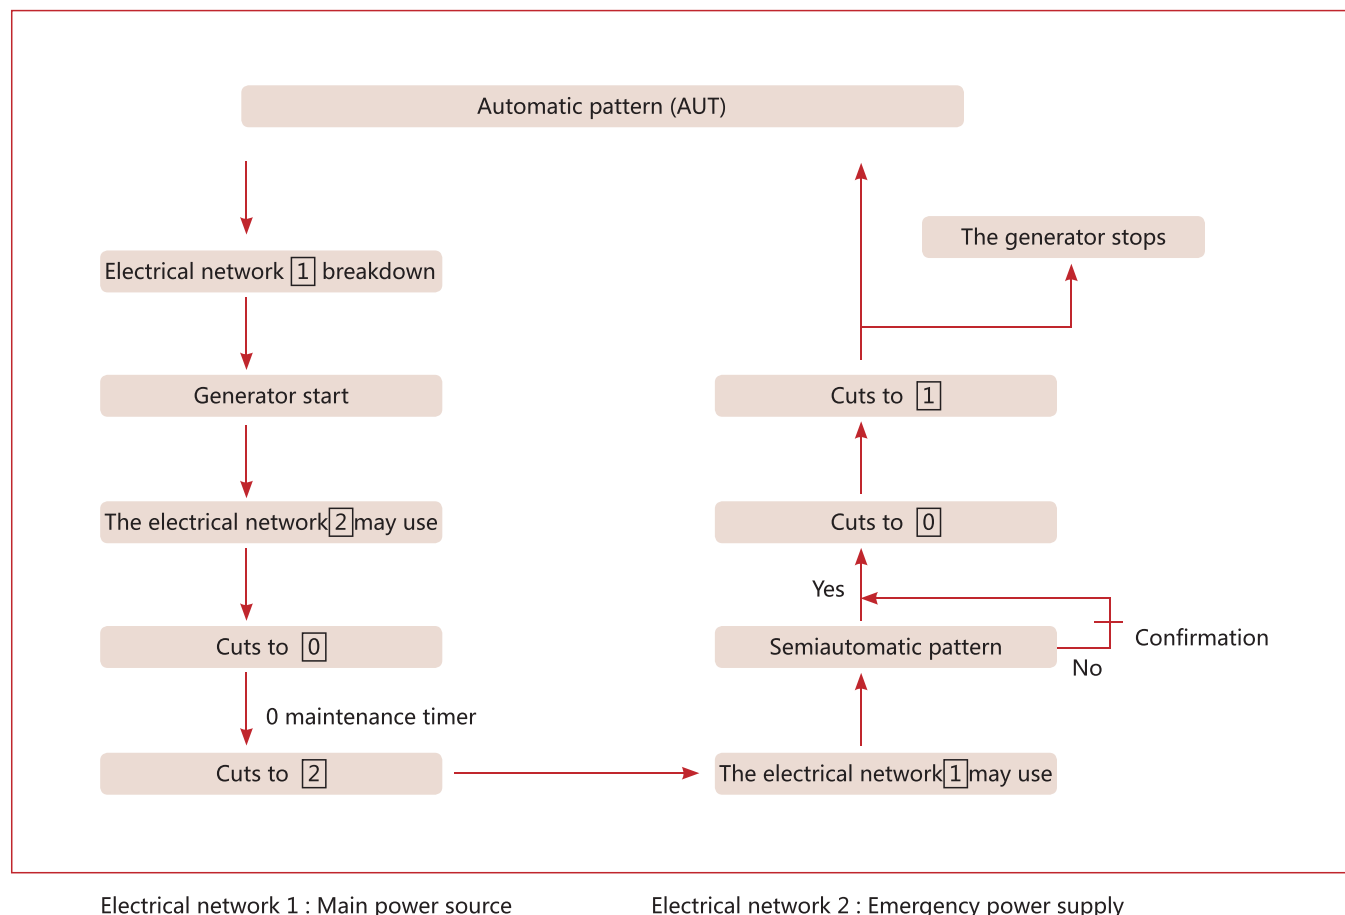 Automatic pattern (AUT)
Electrical network 1 breakdown
Generator start
The electrical network 2 may use
Cuts to 0
0 maintenance timer
Cuts to 2
The generator stops
Cuts to 1
Cuts to 0
Yes
Semiautomatic pattern
Confirmation
No
The electrical network 1 may use
Electrical network 1 : Main power source
Electrical network 2 : Emergency power supply